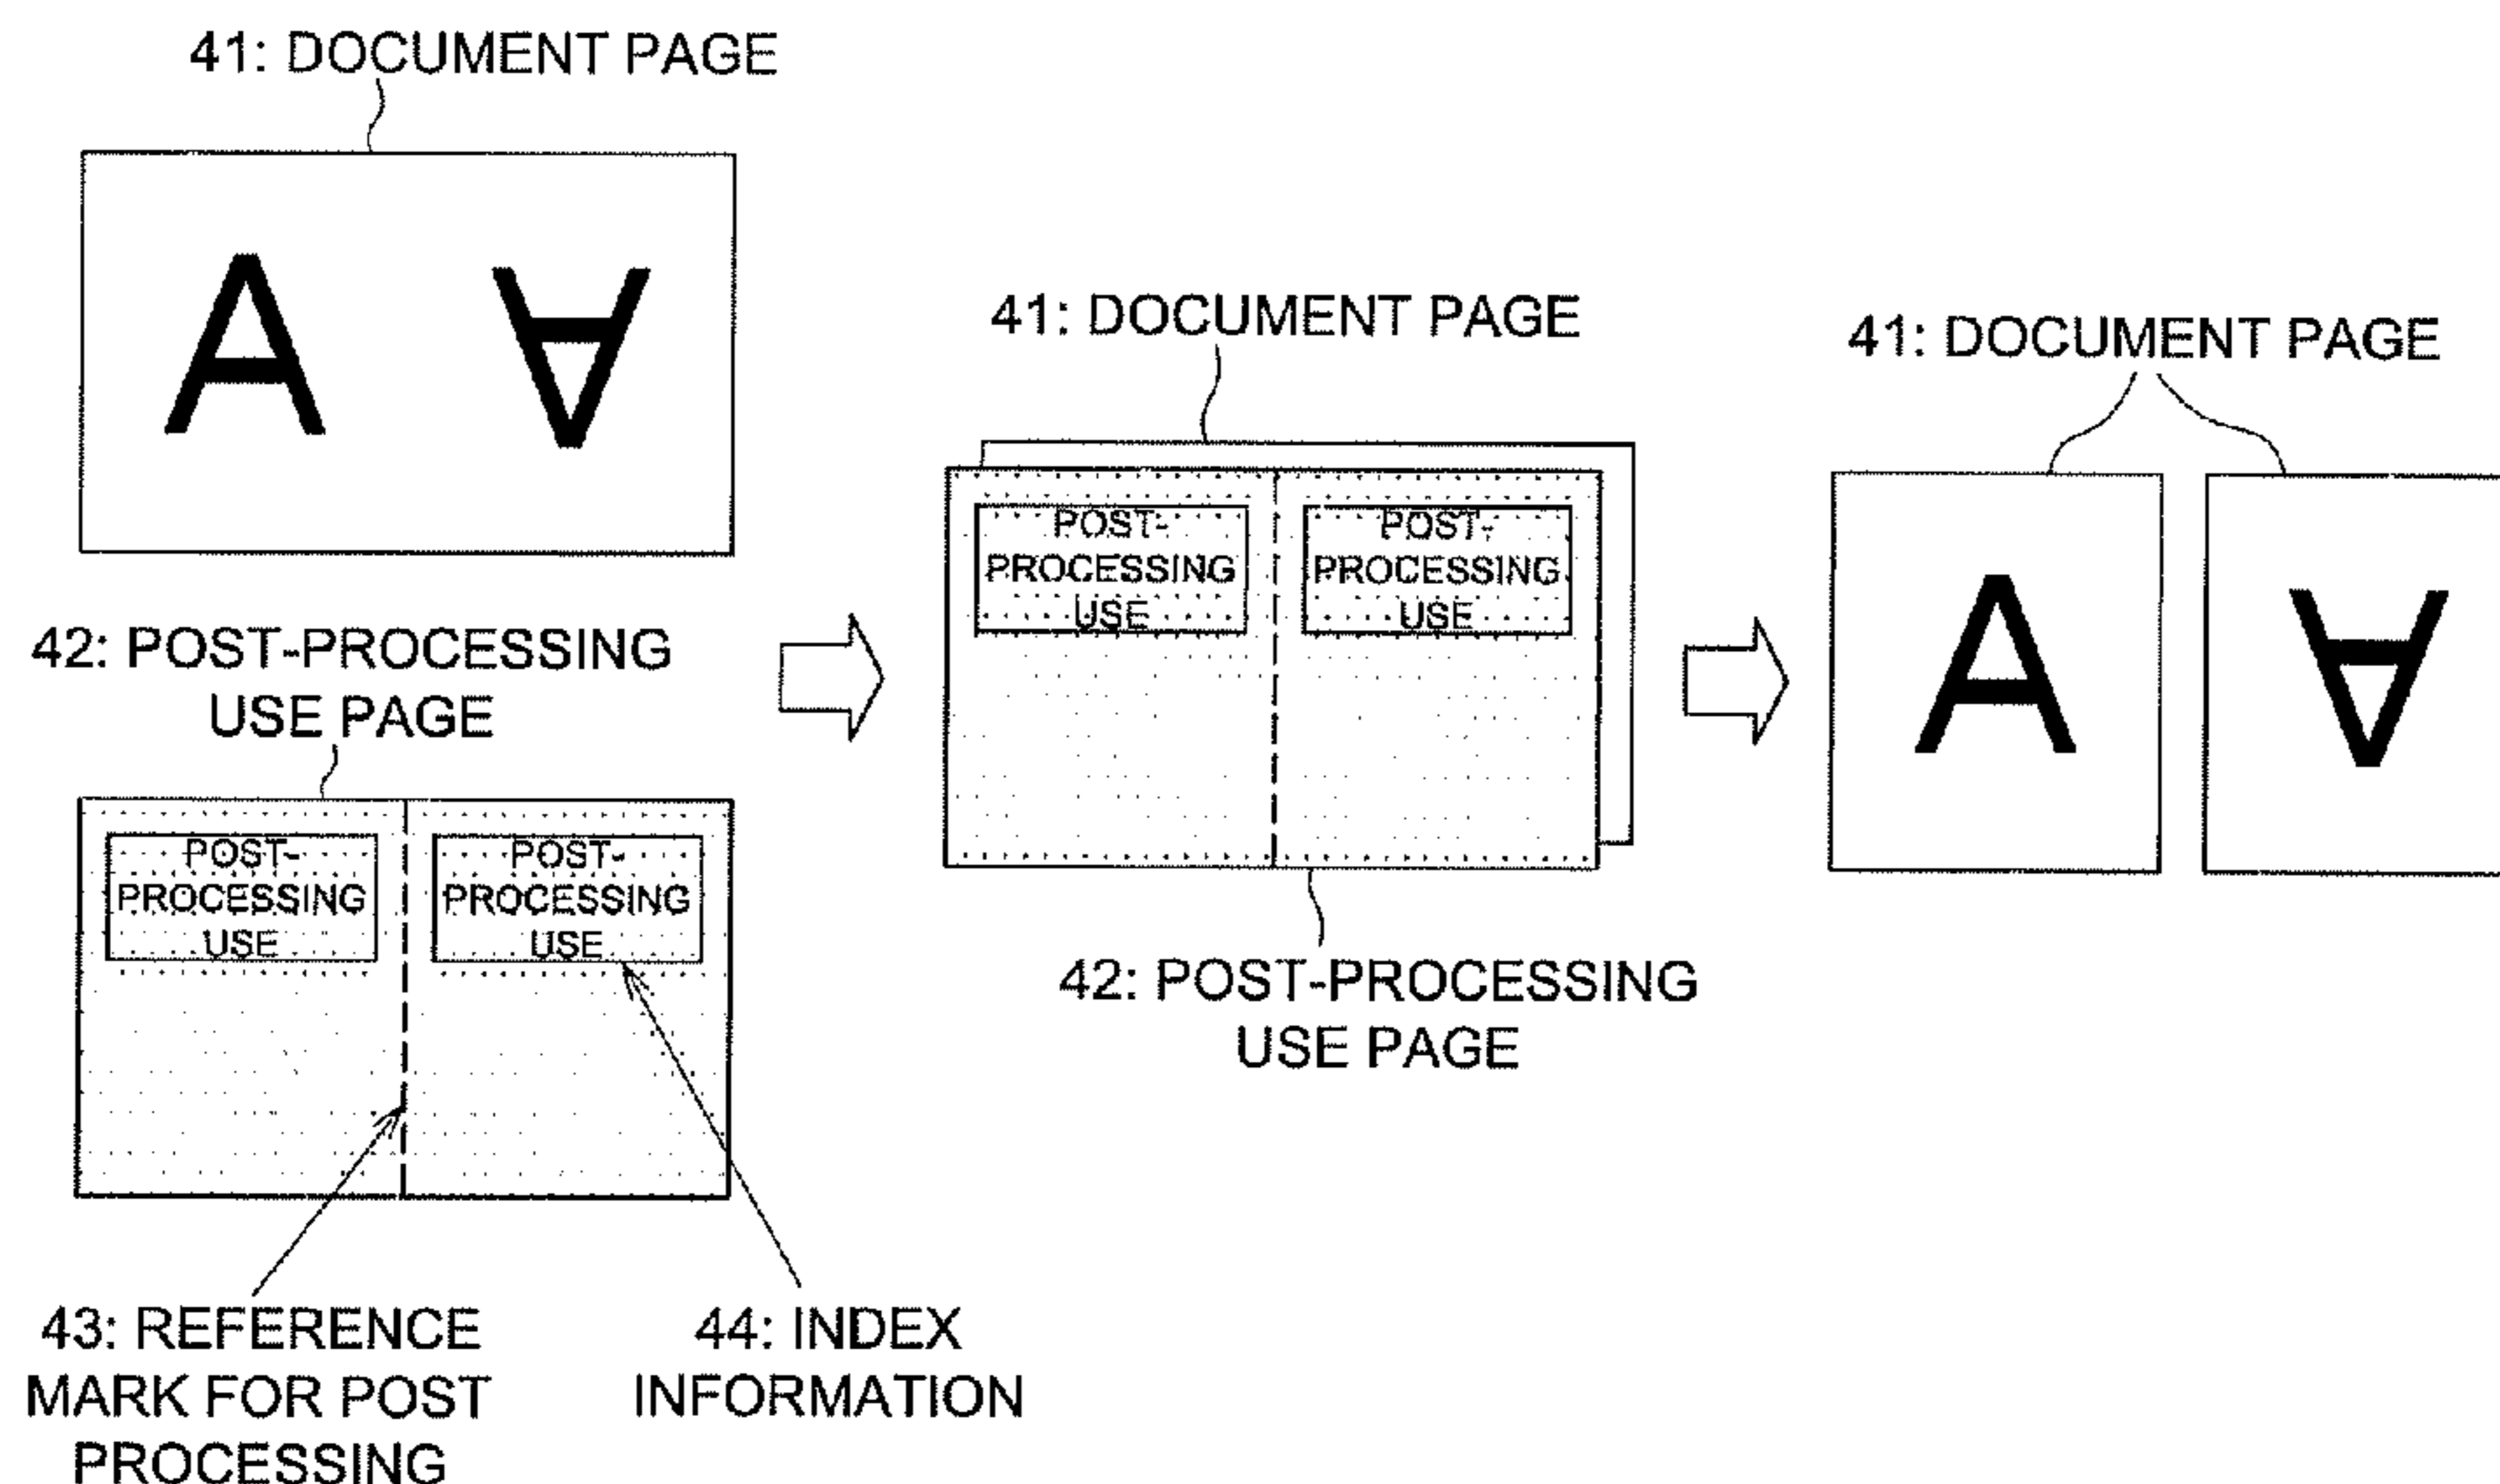 41: DOCUMENT PAGE
A ∀
42: POST-PROCESSING
USE PAGE
POST-
PROCESSING
USE
POST-
PROCESSING
USE
43: REFERENCE
MARK FOR POST
PROCESSING
44: INDEX
INFORMATION
41: DOCUMENT PAGE
POST-
PROCESSING
USE
POST-
PROCESSING
USE
42: POST-PROCESSING
USE PAGE
41: DOCUMENT PAGE
A
∀